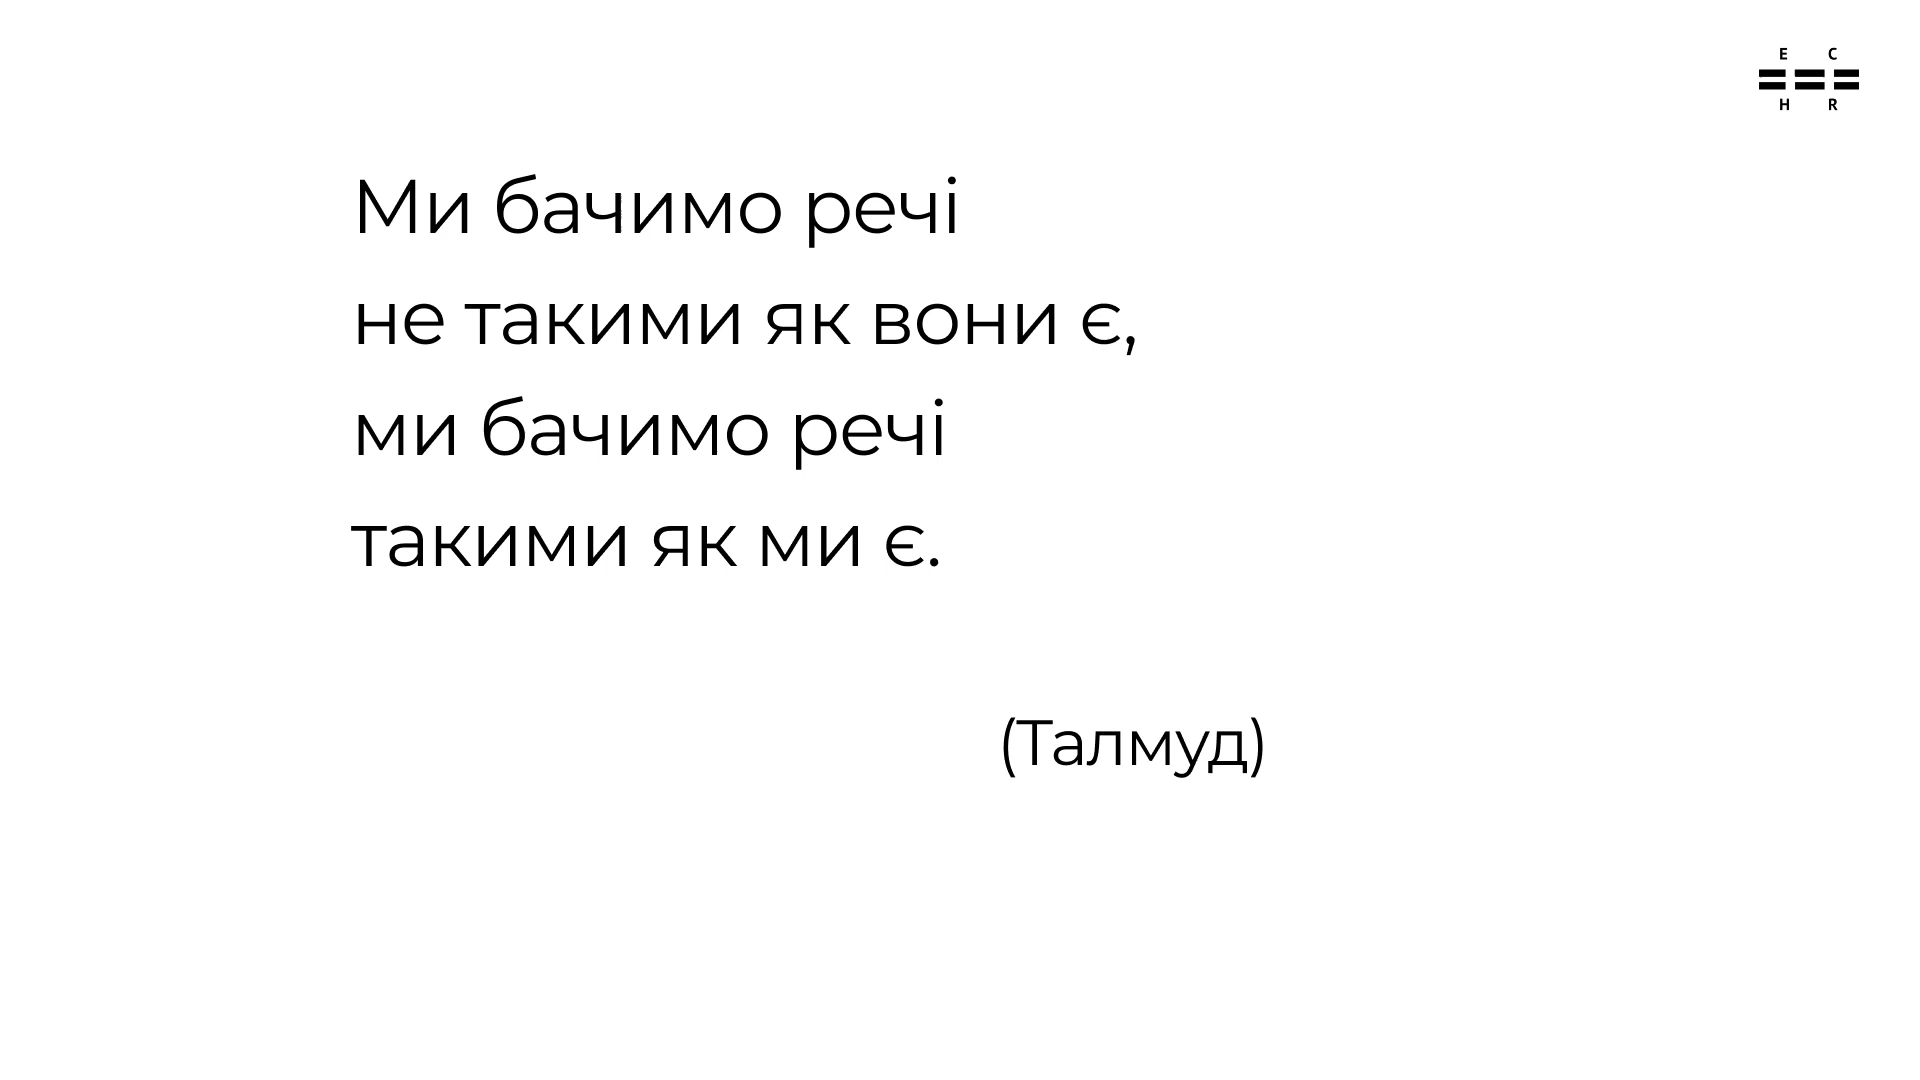 E C
H R
Ми бачимо речі
не такими як вони є,
ми бачимо речі
такими як ми є.
(Талмуд)